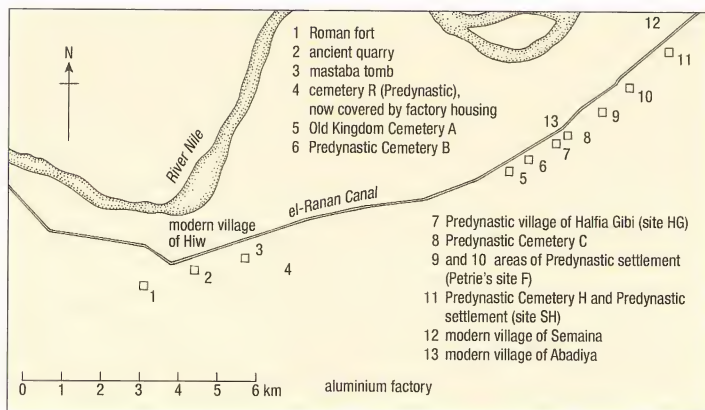 1 Roman fort
2 ancient quarry
3 mastaba tomb
4 cemetery R (Predynastic),
now covered by factory housing
5 Old Kingdom Cemetery A
6 Predynastic Cemetery B
N
River Nile
modern village
of Hiw
el-Ranan Canal
1
2
3
4
5
6
7
8
9
10
11
12
13
7 Predynastic village of Halfia Gibi (site HG)
8 Predynastic Cemetery C
9 and 10 areas of Predynastic settlement
(Petrie's site F)
11 Predynastic Cemetery H and Predynastic
settlement (site SH)
12 modern village of Semaina
13 modern village of Abadiya
0 1 2 3 4 5 6 km
aluminium factory